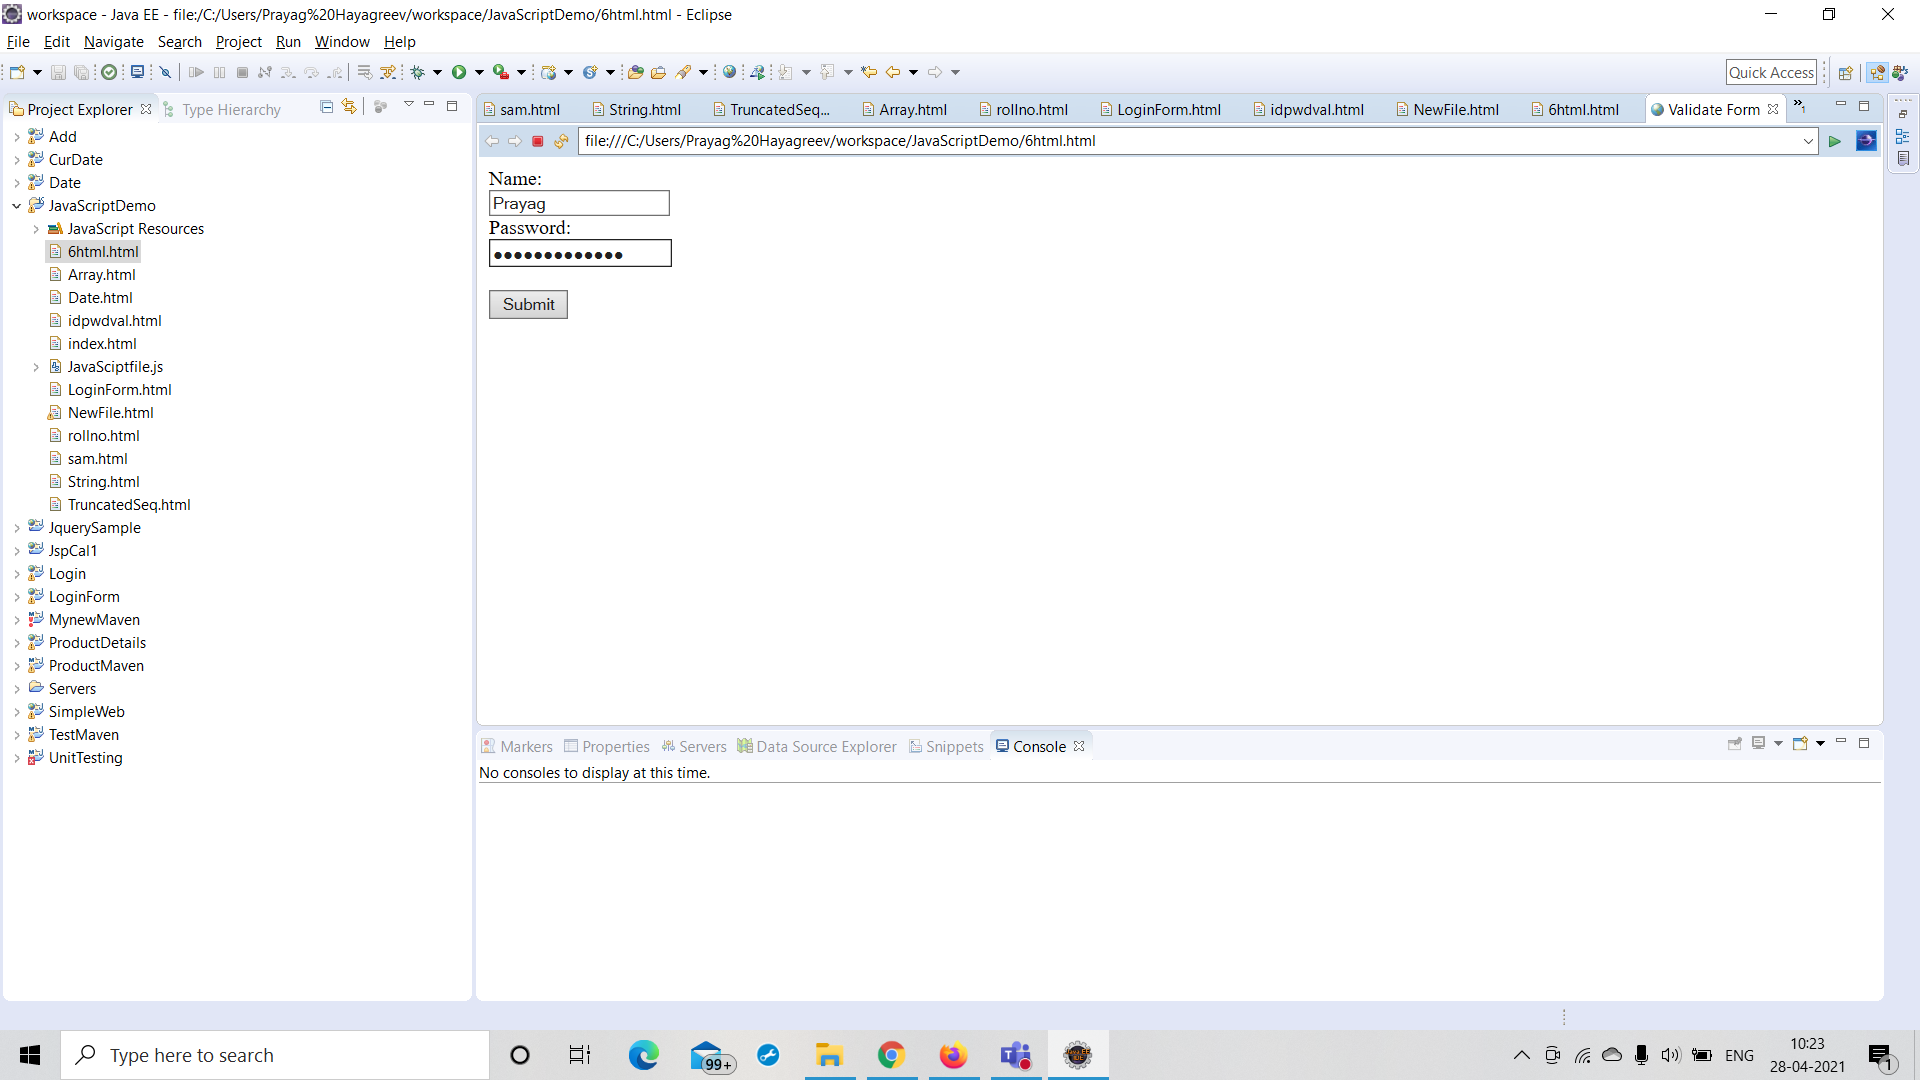 workspace - Java EE - file:/C:/Users/Prayag%20Hayagreev/workspace/JavaScriptDemo/6html.html - Eclipse
File Edit Navigate Search Project Run Window Help
Quick Access
Project Explorer Type Hierarchy
sam.html String.html TruncatedSeq... Array.html rollno.html LoginForm.html idpwdval.html NewFile.html 6html.html Validate Form »1
file:///C:/Users/Prayag%20Hayagreev/workspace/JavaScriptDemo/6html.html
Add
CurDate
Date
JavaScriptDemo
JavaScript Resources
6html.html
Array.html
Date.html
idpwdval.html
index.html
JavaSciptfile.js
LoginForm.html
NewFile.html
rollno.html
sam.html
String.html
TruncatedSeq.html
JquerySample
JspCal1
Login
LoginForm
MynewMaven
ProductDetails
ProductMaven
Servers
SimpleWeb
TestMaven
UnitTesting
Name:
Prayag
Password:
●●●●●●●●●●●●●
Submit
Markers Properties Servers Data Source Explorer Snippets Console
No consoles to display at this time.
Type here to search
99+
ENG
10:23
28-04-2021
1